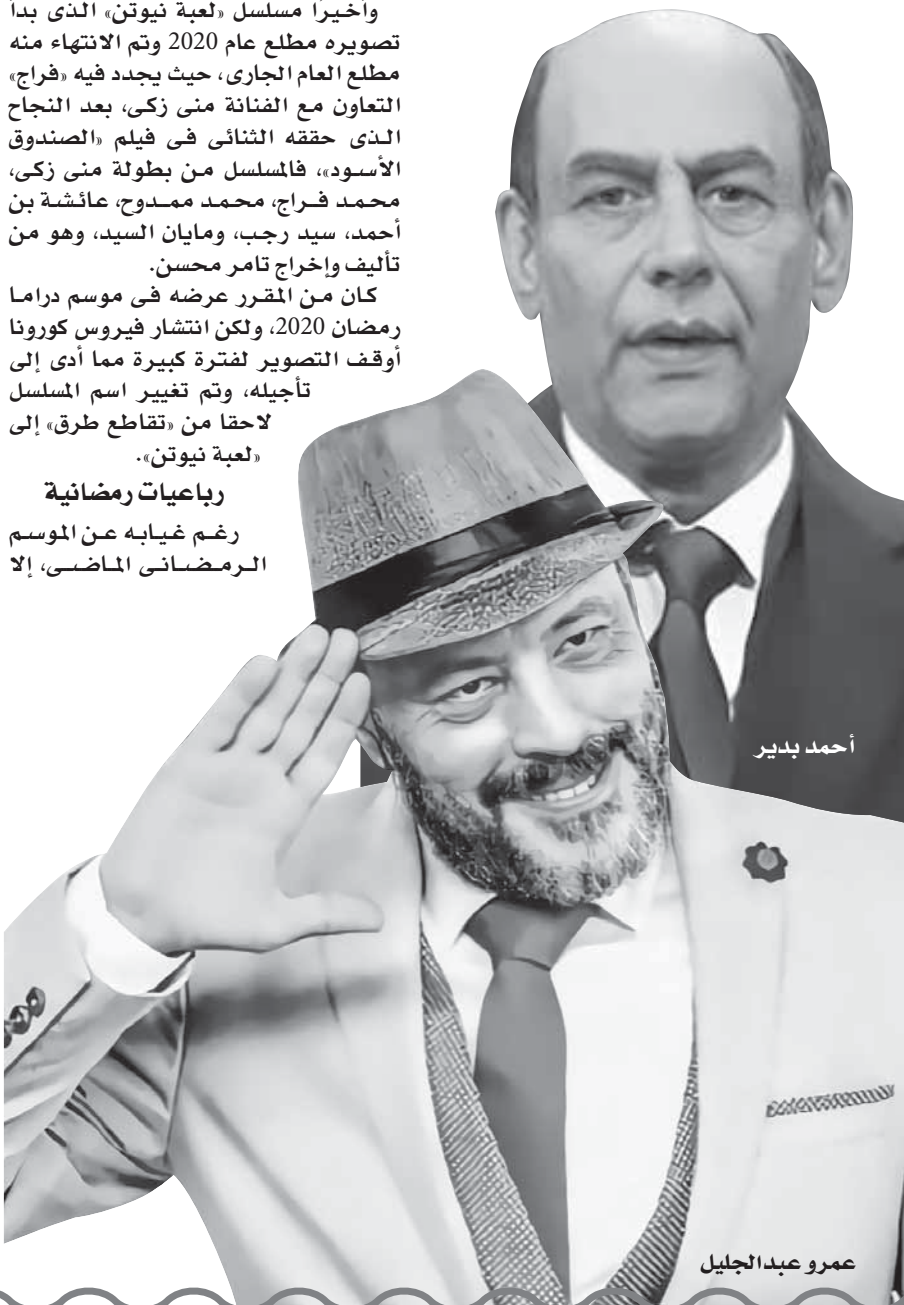 وأخيرًا مسلسل «لعبة نيوتن» الذى بدأ
تصويره مطلع عام 2020 وتم الانتهاء منه
مطلع العام الجارى، حيث يجدد فيه «فراج»
التعاون مع الفنانة منى زكى، بعد النجاح
الذى حققه الثنائى فى فيلم «الصندوق
الأسود»، فالمسلسل من بطولة منى زكى،
محمد فراج، محمد ممدوح، عائشة بن
أحمد، سيد رجب، ومايان السيد، وهو من
تأليف وإخراج تامر محسن.
كان من المقرر عرضه فى موسم دراما
رمضان 2020، ولكن انتشار فيروس كورونا
أوقف التصوير لفترة كبيرة مما أدى إلى
تأجيله، وتم تغيير اسم المسلسل
لاحقا من «تقاطع طرق» إلى
«لعبة نيوتن».
رباعيات رمضانية
رغم غيابه عن الموسم
الرمضانى الماضى، إلا
أحمد بدير
عمرو عبدالجليل